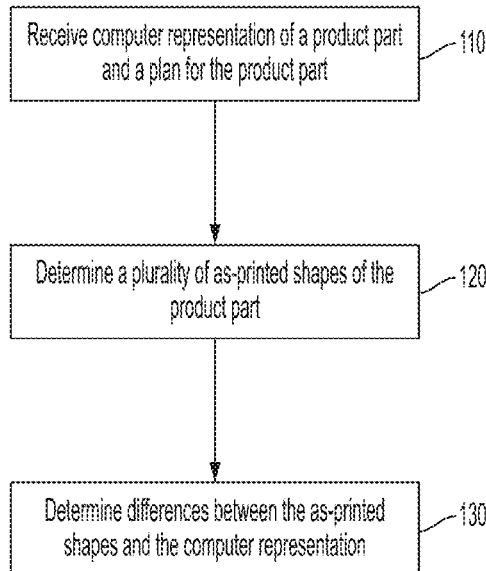 Receive computer representation of a product part
and a plan for the product part
110
Determine a plurality of as-printed shapes of the
product part
120
Determine differences between the as-printed
shapes and the computer representation
130